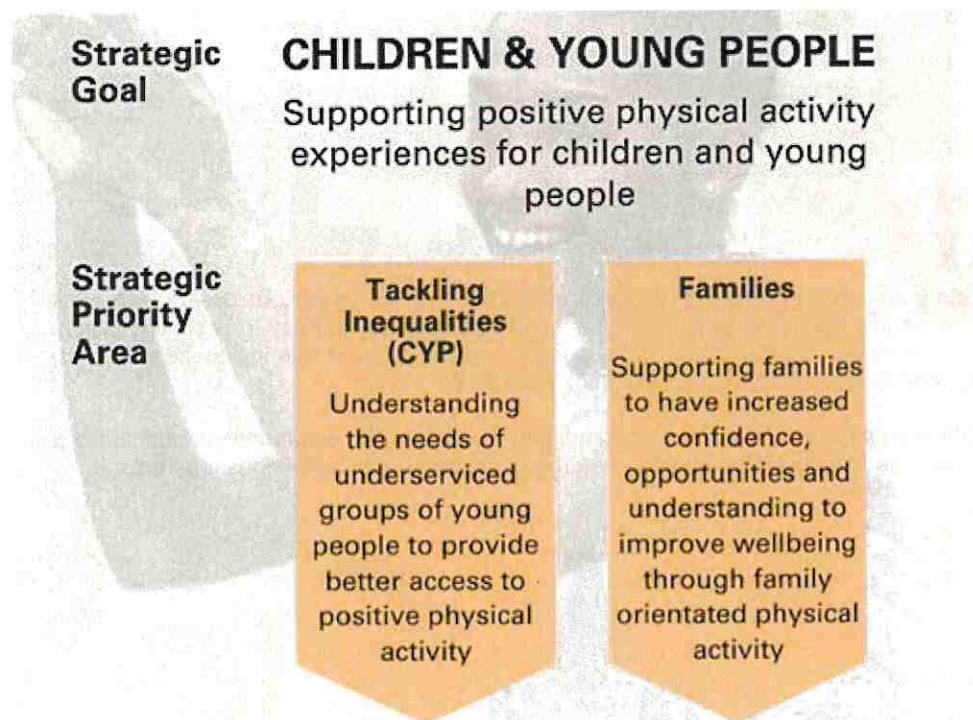 Strategic
Goal
CHILDREN & YOUNG PEOPLE
Supporting positive physical activity
experiences for children and young
people
Strategic
Priority
Area
Tackling
Inequalities
(CYP)
Understanding
the needs of
underserviced
groups of young
people to provide
better access to
positive physical
activity
Families
Supporting families
to have increased
confidence,
opportunities and
understanding to
improve wellbeing
through family
orientated physical
activity